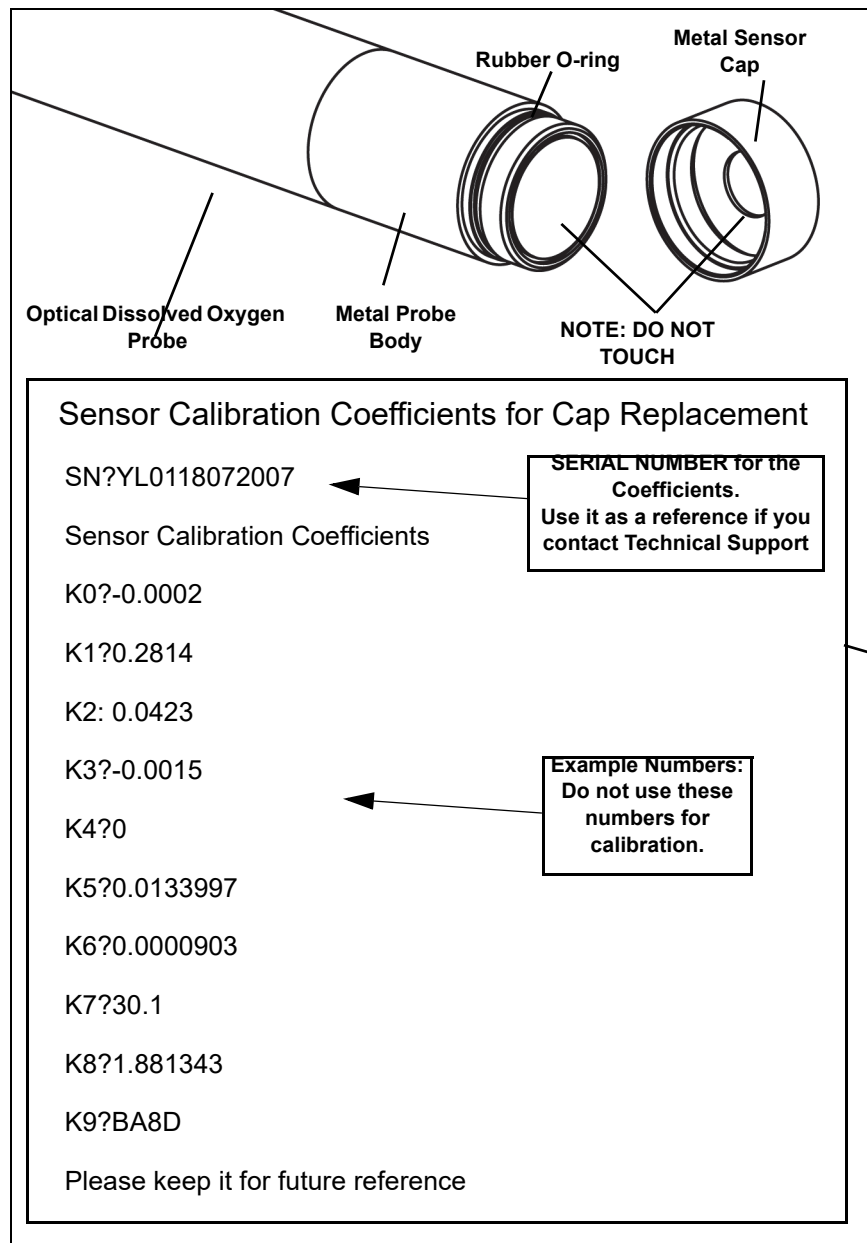 Rubber O-ring
Metal Sensor
Cap
Optical Dissolved Oxygen
Probe
Metal Probe
Body
NOTE: DO NOT
TOUCH
Sensor Calibration Coefficients for Cap Replacement
SN?YL0118072007
SERIAL NUMBER for the
Coefficients.
Use it as a reference if you
contact Technical Support
Sensor Calibration Coefficients
K0?-0.0002
K1?0.2814
K2: 0.0423
K3?-0.0015
Example Numbers:
Do not use these
numbers for
calibration.
K4?0
K5?0.0133997
K6?0.0000903
K7?30.1
K8?1.881343
K9?BA8D
Please keep it for future reference